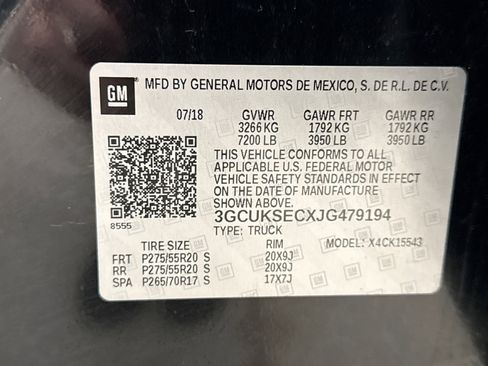 GM MFD BY GENERAL MOTORS DE MEXICO, S. DE R.L. DE C.V.
07/18 GVWR GAWR FRT GAWR RR
3266 KG 1792 KG 1792 KG
7200 LB 3950 LB 3950 LB
THIS VEHICLE CONFORMS TO ALL
APPLICABLE U.S. FEDERAL MOTOR
VEHICLE SAFETY STANDARDS IN EFFECT
ON THE DATE OF MANUFACTURE
SHOWN ABOVE.
3GCUKSECXJG479194
8555 TYPE: TRUCK
TIRE SIZE RIM MODEL: X4CK15543
FRT P275/55R20 S 20X9J
RR P275/55R20 S 20X9J
SPA P265/70R17 S 17X7J